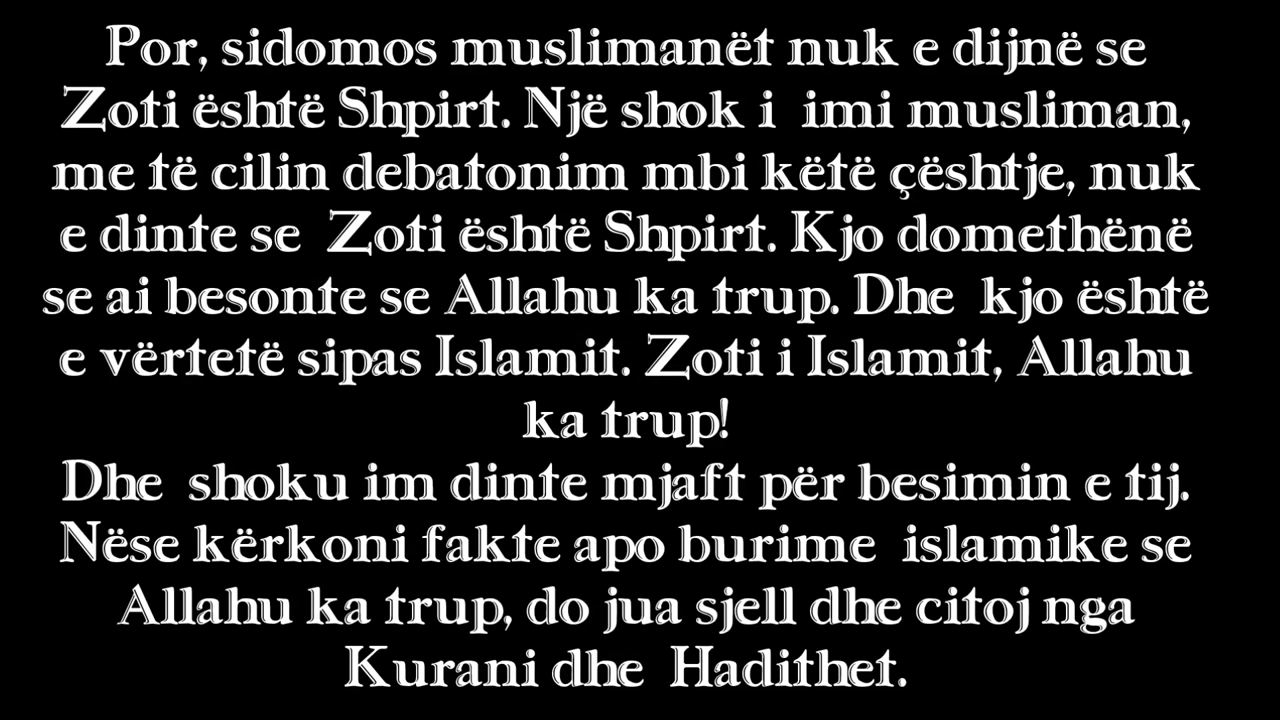 Por, sidomos muslimanët nuk e dijnë se
Zoti është Shpirt. Një shok i imi musliman,
me të cilin debatonim mbi këtë çështje, nuk
e dinte se Zoti është Shpirt. Kjo domethënë
se ai besonte se Allahu ka trup. Dhe kjo është
e vërtetë sipas Islamit. Zoti i Islamit, Allahu
ka trup!
Dhe shoku im dinte mjaft për besimin e tij.
Nëse kërkoni fakte apo burime islamike se
Allahu ka trup, do jua sjell dhe citoj nga
Kurani dhe Hadithet.